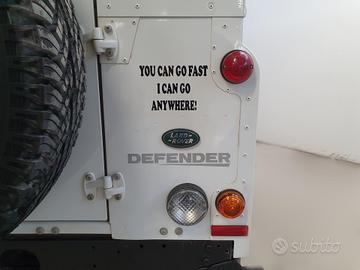 YOU CAN GO FAST
I CAN GO
ANYWHERE!
LAND
ROVER
DEFENDER
subito